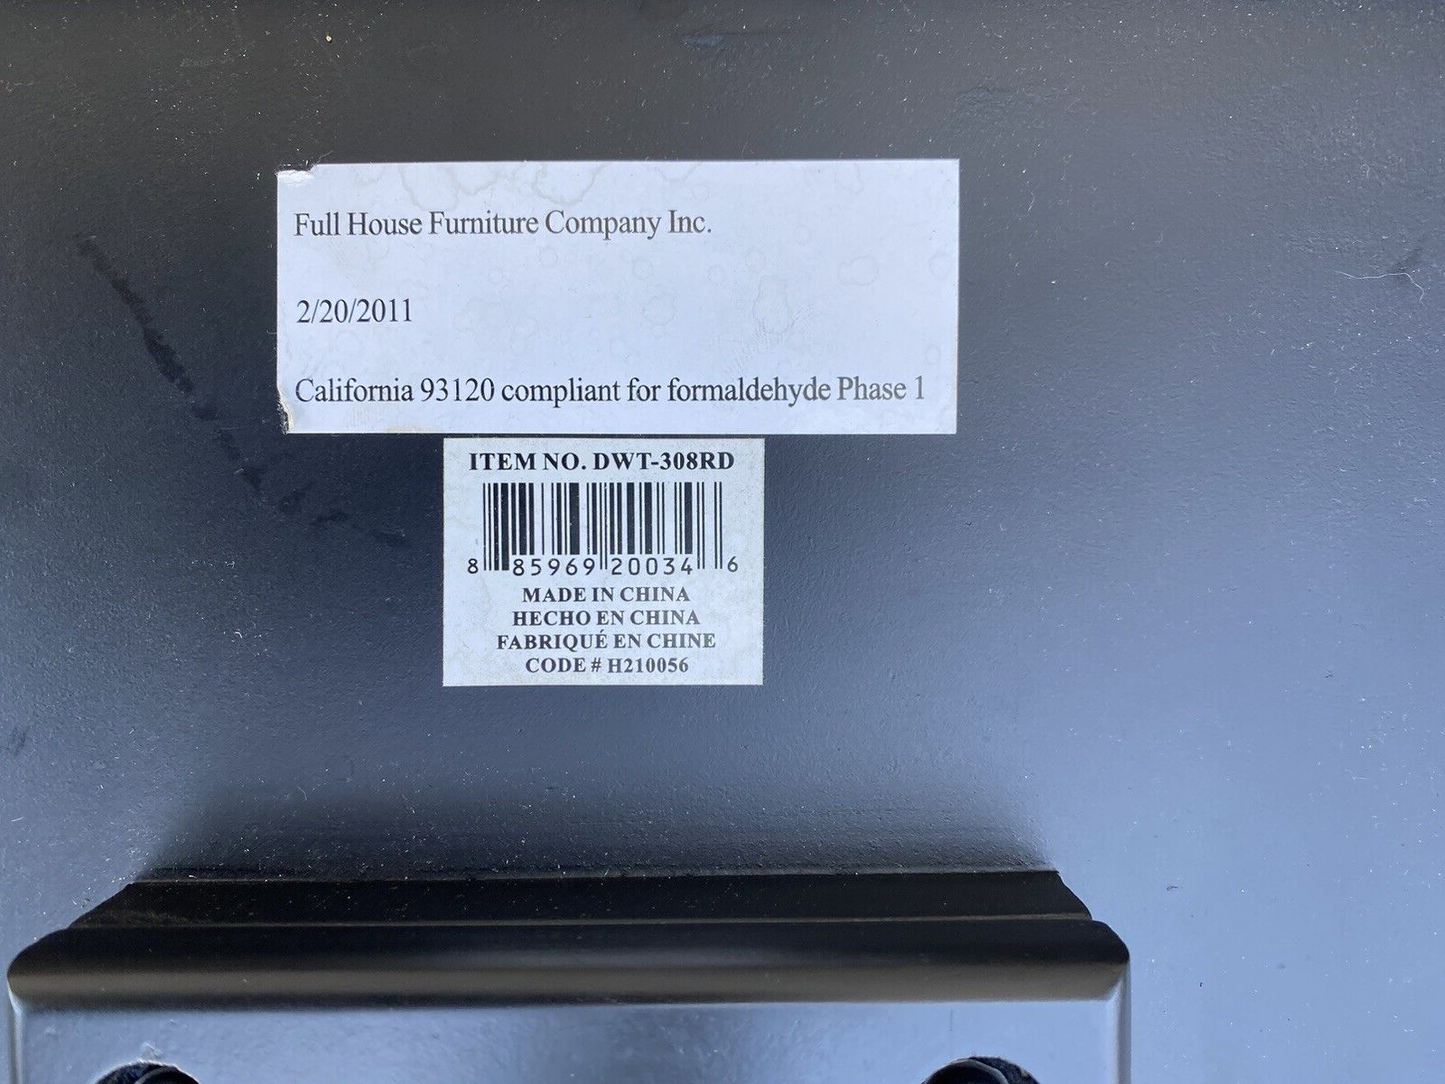 Full House Furniture Company Inc.
2/20/2011
California 93120 compliant for formaldehyde Phase 1
ITEM NO. DWT-308RD
8 85969 20034 6
MADE IN CHINA
HECHO EN CHINA
FABRIQUÉ EN CHINE
CODE # H210056